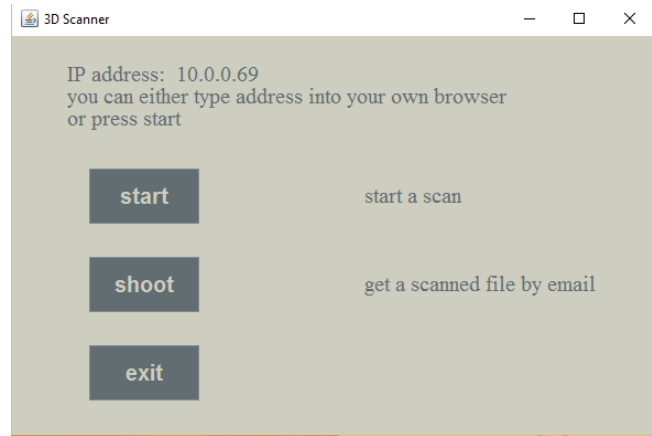 3D Scanner
IP address: 10.0.0.69
you can either type address into your own browser
or press start
start
start a scan
shoot
get a scanned file by email
exit